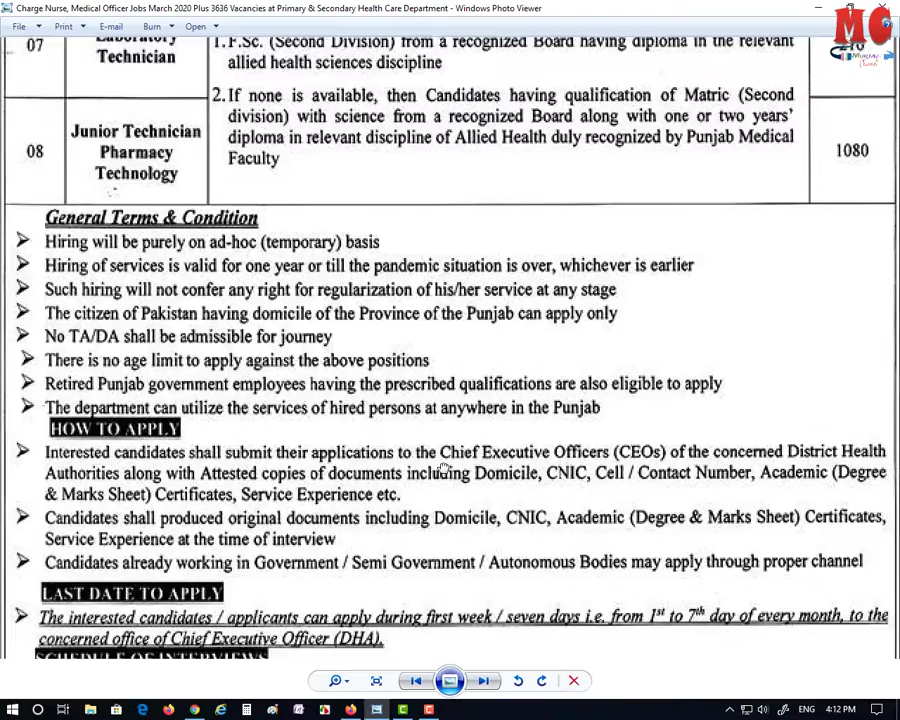 Charge Nurse, Medical Officer Jobs March 2020 Plus 3636 Vacancies at Primary & Secondary Health Care Department - Windows Photo Viewer
File Print E-mail Burn Open
MC
07
Laboratory
Technician
1. F.Sc. (Second Division) from a recognized Board having diploma in the relevant
allied health sciences discipline
2. If none is available, then Candidates having qualification of Matric (Second
division) with science from a recognized Board along with one or two years'
diploma in relevant discipline of Allied Health duly recognized by Punjab Medical
Faculty
08
Junior Technician
Pharmacy
Technology
1080
General Terms & Condition
Hiring will be purely on ad-hoc (temporary) basis
Hiring of services is valid for one year or till the pandemic situation is over, whichever is earlier
Such hiring will not confer any right for regularization of his/her service at any stage
The citizen of Pakistan having domicile of the Province of the Punjab can apply only
No TA/DA shall be admissible for journey
There is no age limit to apply against the above positions
Retired Punjab government employees having the prescribed qualifications are also eligible to apply
The department can utilize the services of hired persons at anywhere in the Punjab
HOW TO APPLY
Interested candidates shall submit their applications to the Chief Executive Officers (CEOs) of the concerned District Health
Authorities along with Attested copies of documents including Domicile, CNIC, Cell / Contact Number, Academic (Degree
& Marks Sheet) Certificates, Service Experience etc.
Candidates shall produced original documents including Domicile, CNIC, Academic (Degree & Marks Sheet) Certificates,
Service Experience at the time of interview
Candidates already working in Government / Semi Government / Autonomous Bodies may apply through proper channel
LAST DATE TO APPLY
The interested candidates / applicants can apply during first week / seven days i.e. from 1st to 7th day of every month, to the
concerned office of Chief Executive Officer (DHA).
SCHEDULE OF INTERVIEWS
ENG 4:12 PM